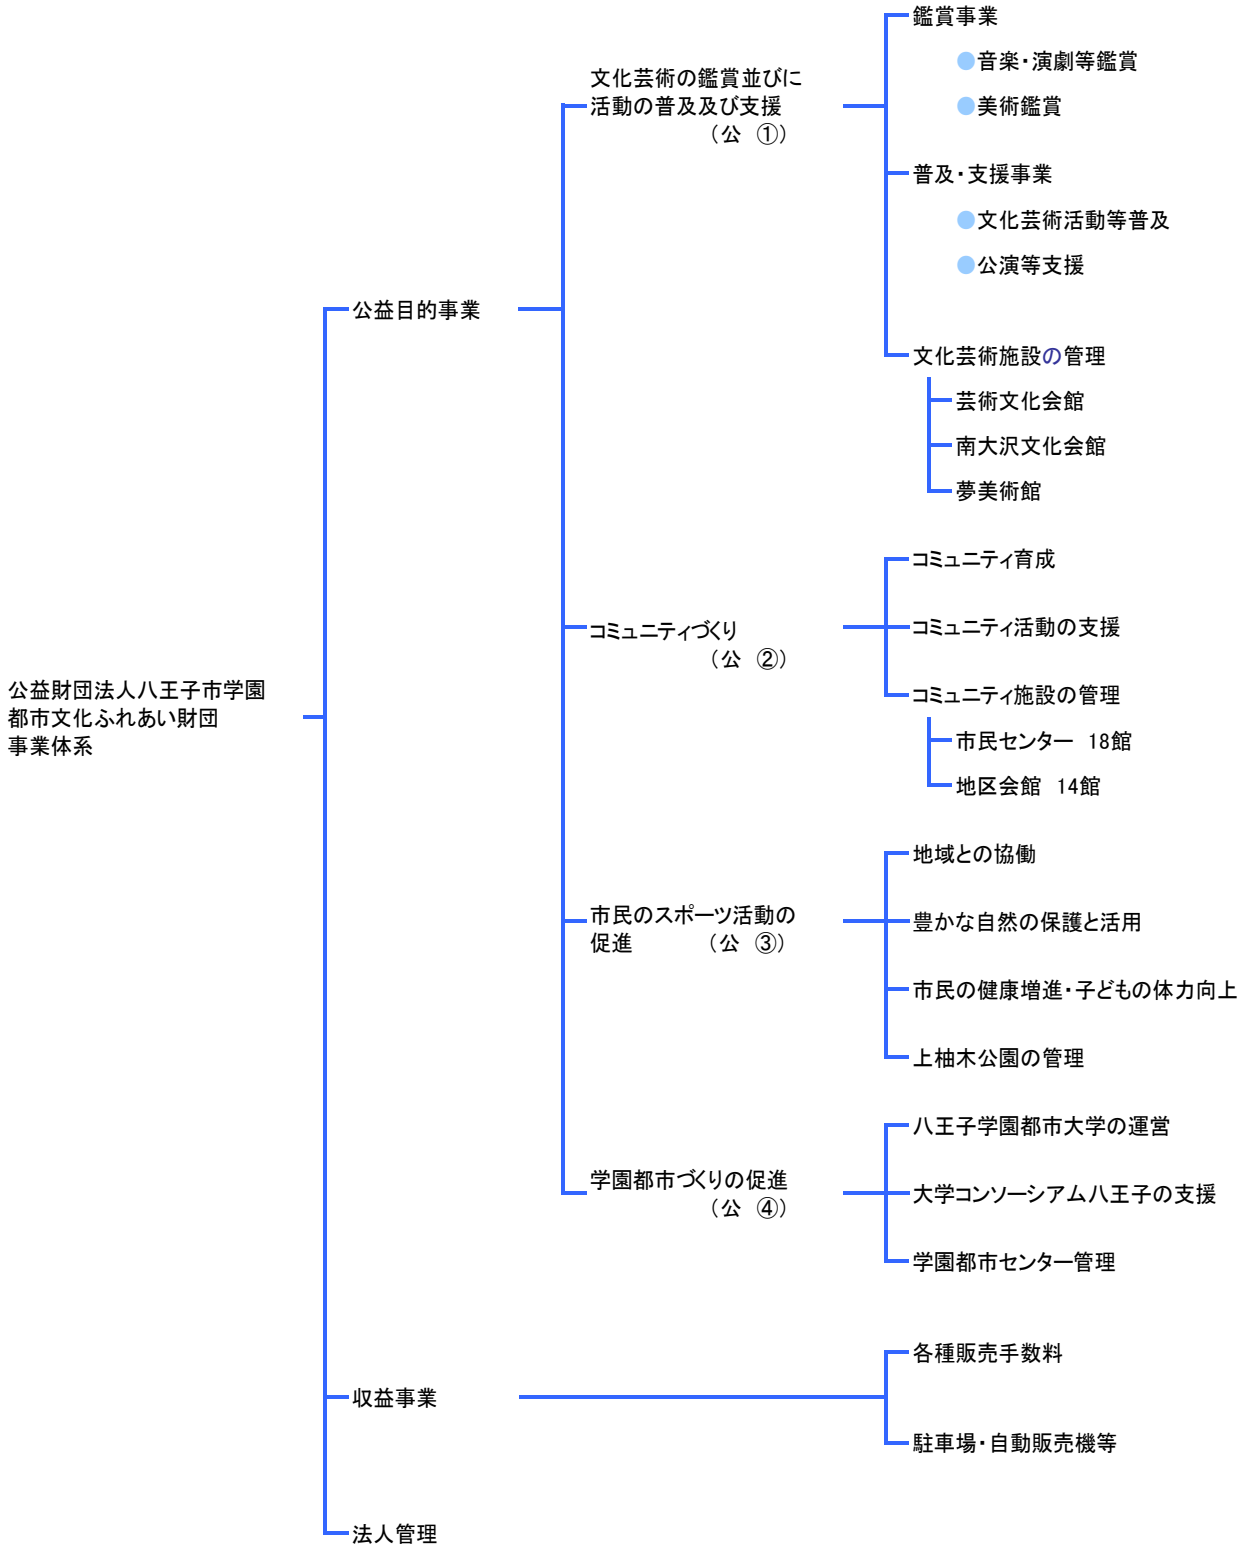 公益財団法人八王子市学園
都市文化ふれあい財団
事業体系
公益目的事業
文化芸術の鑑賞並びに
活動の普及及び支援
（公　①）
鑑賞事業
●音楽・演劇等鑑賞
●美術鑑賞
普及・支援事業
●文化芸術活動等普及
●公演等支援
文化芸術施設の管理
芸術文化会館
南大沢文化会館
夢美術館
コミュニティづくり
（公　②）
コミュニティ育成
コミュニティ活動の支援
コミュニティ施設の管理
市民センター　18館
地区会館　14館
市民のスポーツ活動の
促進　　　（公　③）
地域との協働
豊かな自然の保護と活用
市民の健康増進・子どもの体力向上
上柚木公園の管理
学園都市づくりの促進
（公　④）
八王子学園都市大学の運営
大学コンソーシアム八王子の支援
学園都市センター管理
収益事業
各種販売手数料
駐車場・自動販売機等
法人管理